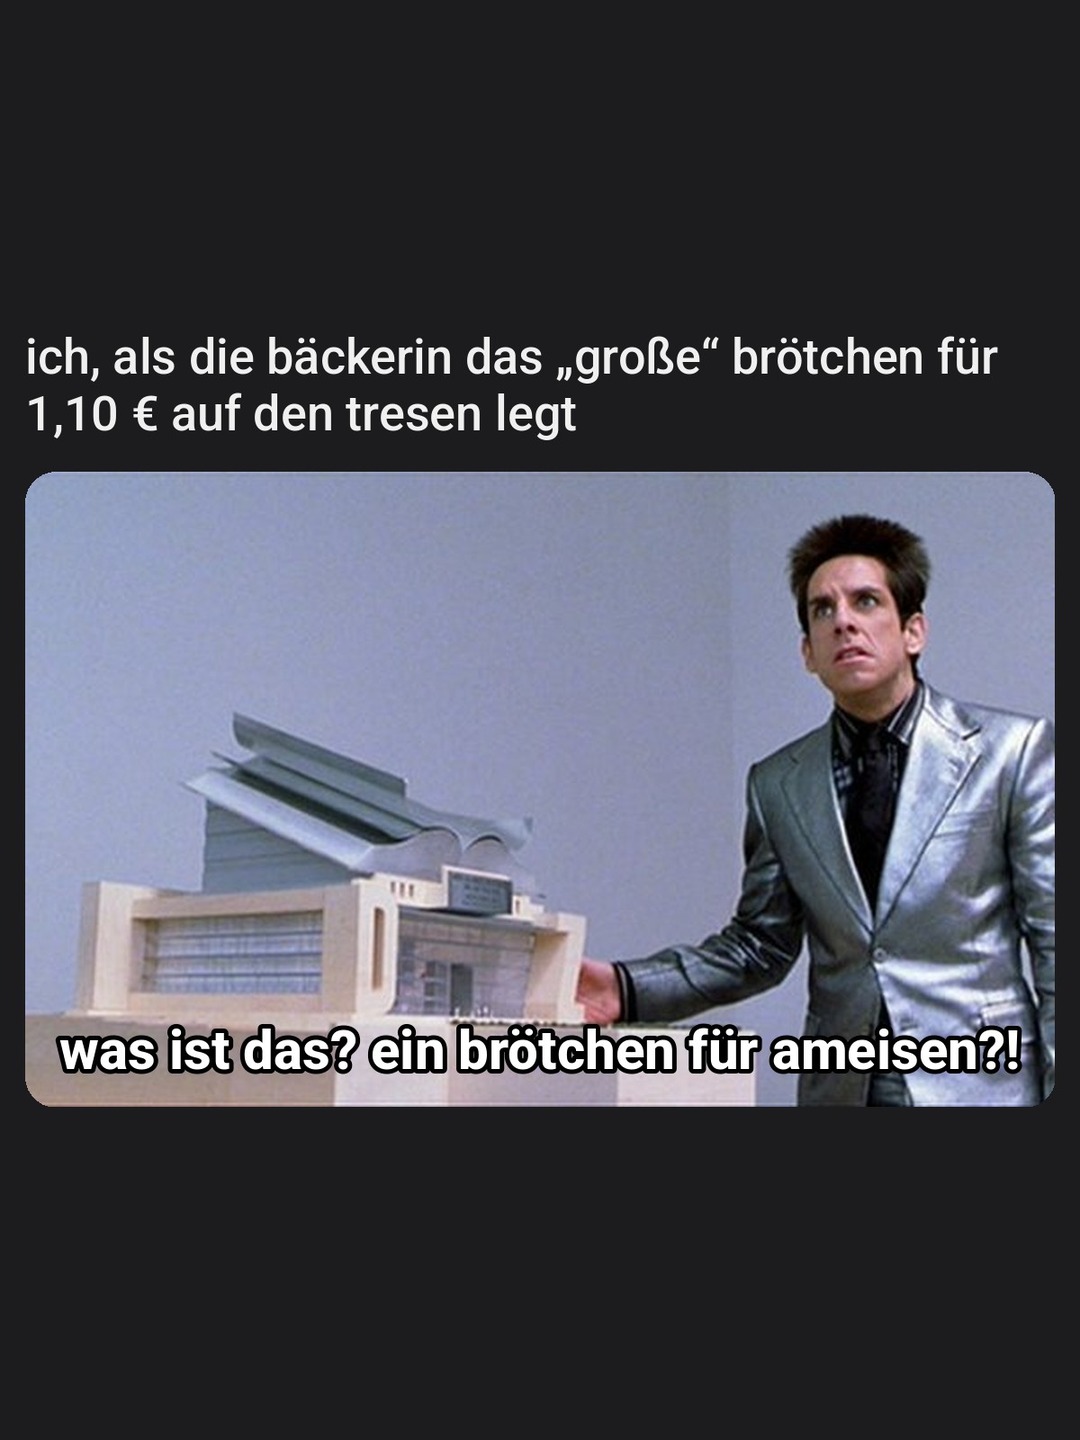 ich, als die bäckerin das „große“ brötchen für
1,10 € auf den tresen legt
was ist das? ein brötchen für ameisen?!